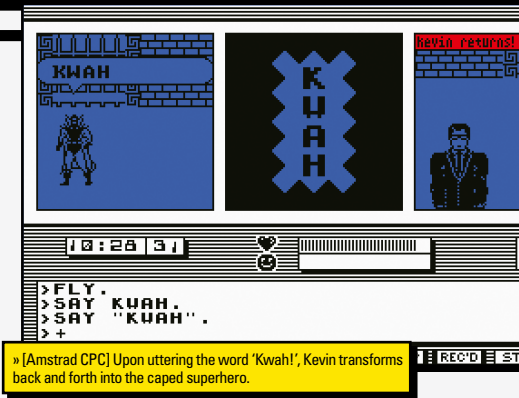 Kevin returns!
KWAH
K
W
A
H
10:28 31
>FLY.
>SAY KWAH.
>SAY "KWAH".
>+
REC'D ST
» [Amstrad CPC] Upon uttering the word ‘Kwah!’, Kevin transforms
back and forth into the caped superhero.